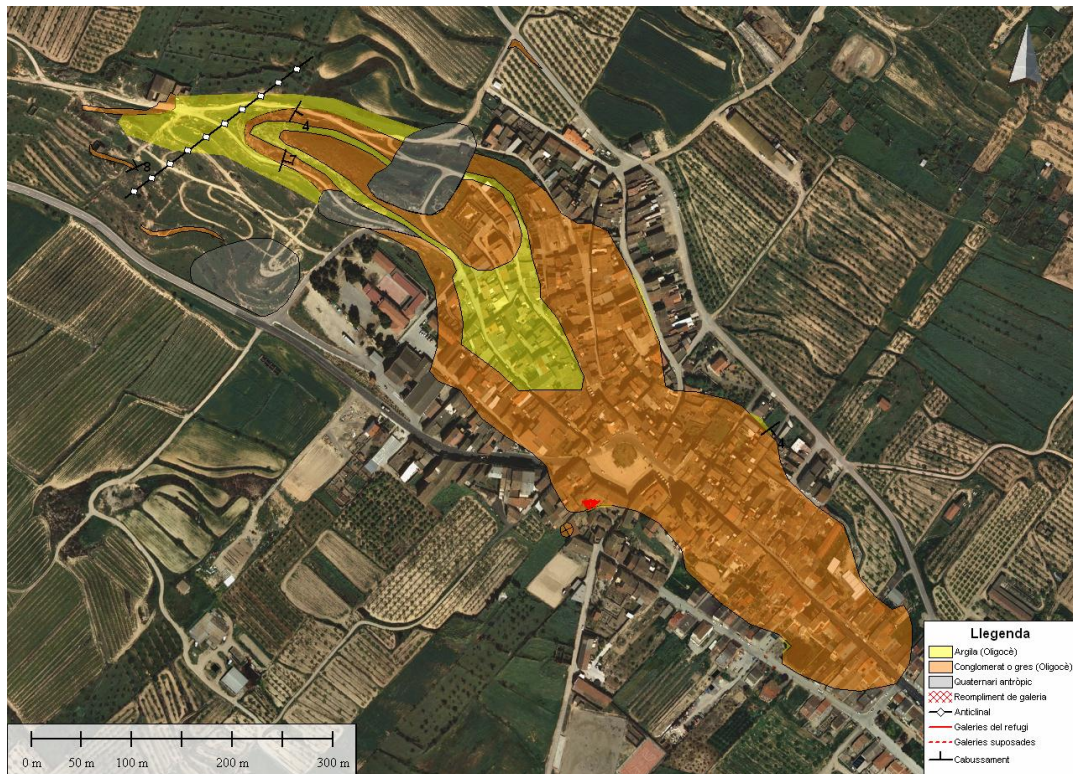 4
Llegenda
Argila (Oligocè)
Conglomerat o gres (Oligocè)
Quaternari antròpic
Reompliment de galeria
Anticlinal
Galeries del refugi
Galeries suposades
Cabussament
0 m 50 m 100 m 200 m 300 m